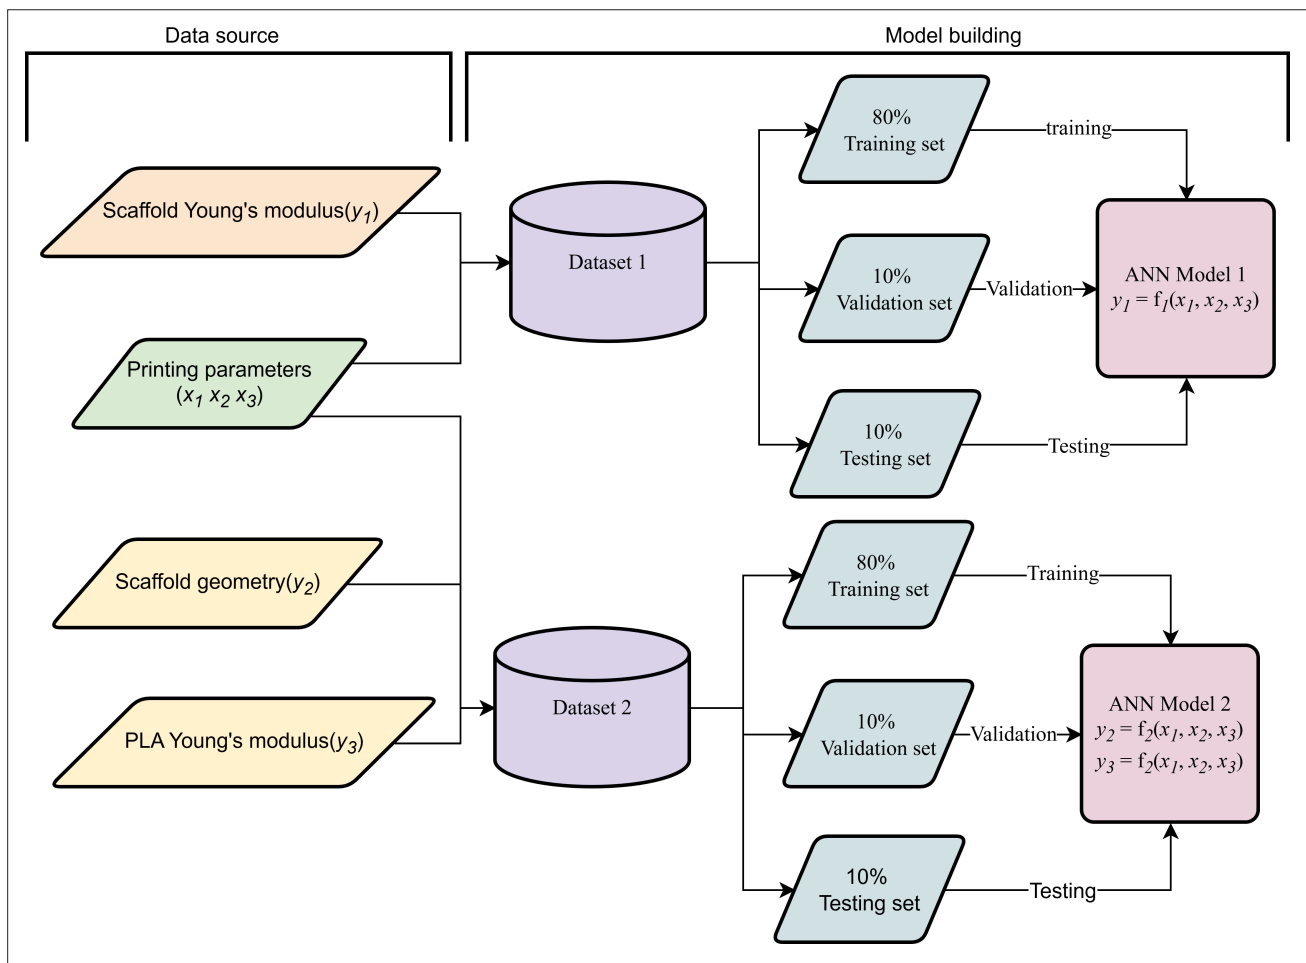 Data source
Model building
Scaffold Young's modulus(y₁)
Printing parameters
(x₁ x₂ x₃)
Scaffold geometry(y₂)
PLA Young's modulus(y₃)
Dataset 1
80%
Training set
training
10%
Validation set
Validation
10%
Testing set
Testing
ANN Model 1
y₁ = f₁(x₁, x₂, x₃)
Dataset 2
80%
Training set
Training
10%
Validation set
Validation
10%
Testing set
Testing
ANN Model 2
y₂ = f₂(x₁, x₂, x₃)
y₃ = f₂(x₁, x₂, x₃)